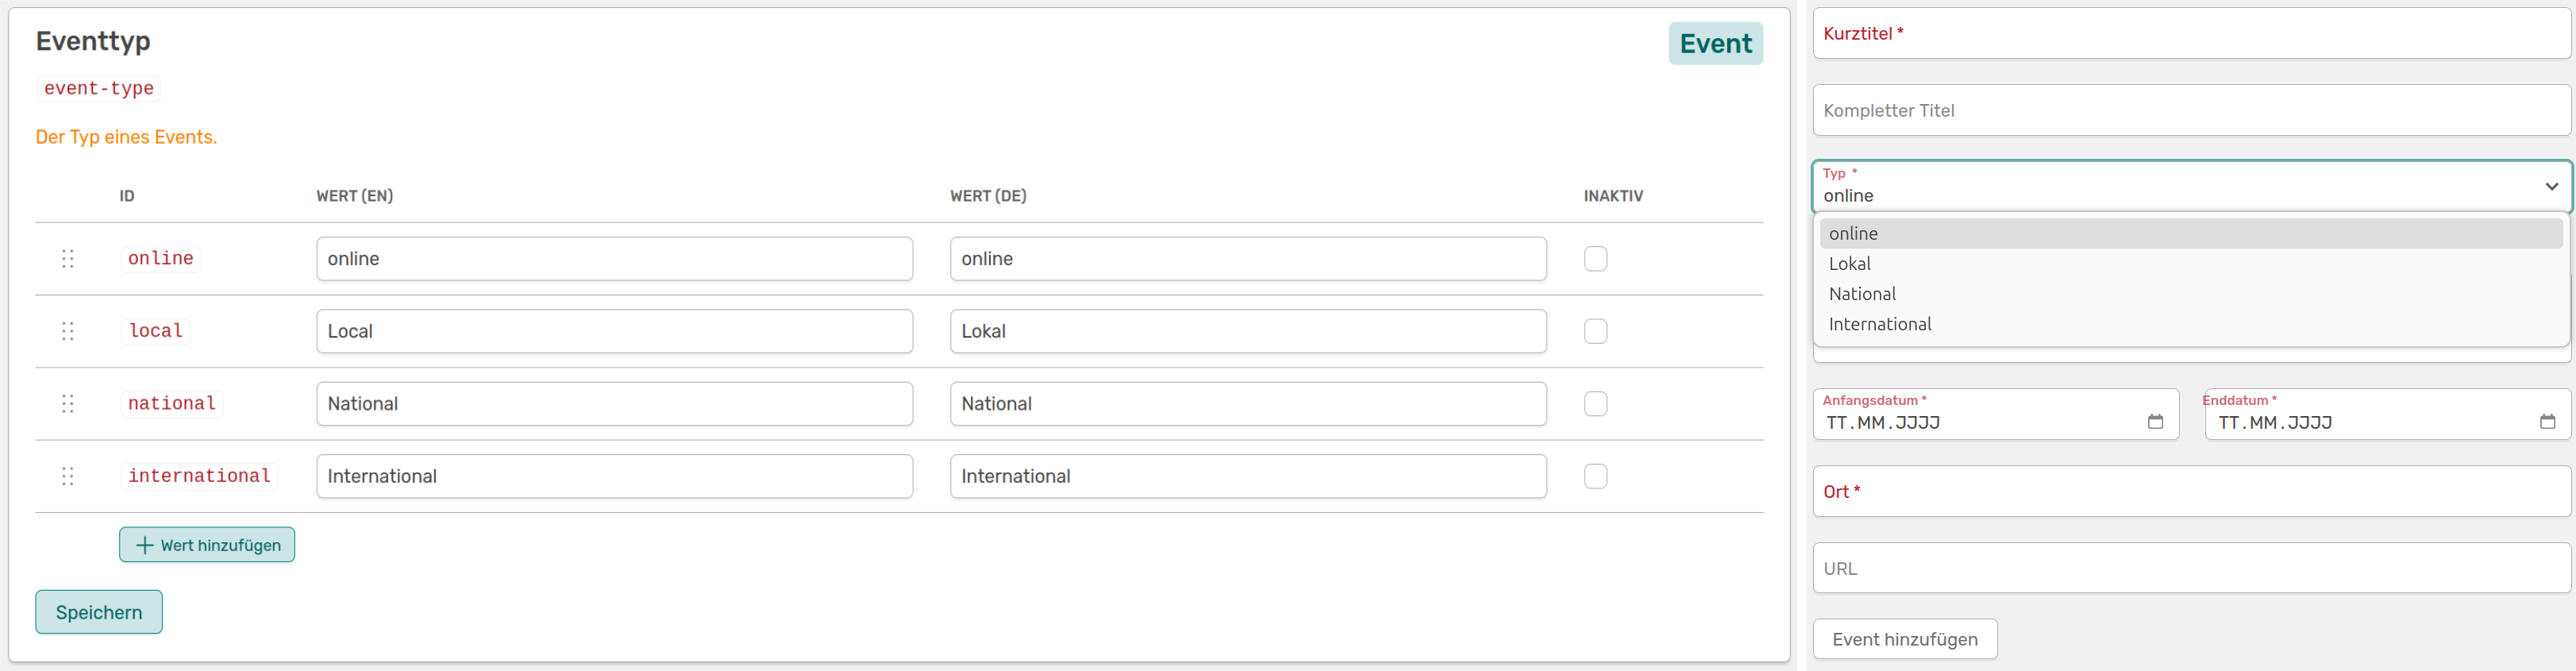 Eventtyp
Event
event-type
Der Typ eines Events.
ID WERT (EN) WERT (DE) INAKTIV
online online online
local Local Lokal
national National National
international International International
Wert hinzufügen
Speichern
Kurztitel *
Kompletter Titel
Typ *
online
online
Lokal
National
International
Anfangsdatum * Enddatum *
TT.MM.JJJJ TT.MM.JJJJ
Ort *
URL
Event hinzufügen